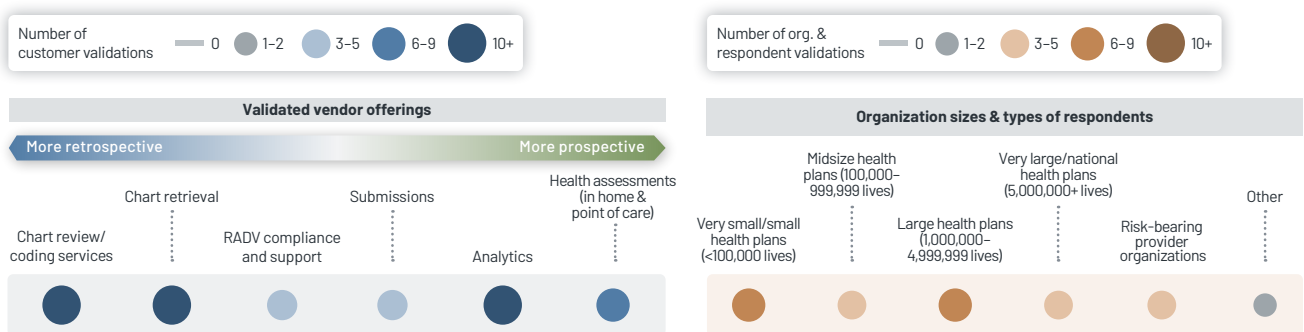 Number of
customer validations
0
1–2
3–5
6–9
10+
Number of org. &
respondent validations
0
1–2
3–5
6–9
10+
Validated vendor offerings
More retrospective
More prospective
Chart review/
coding services
Chart retrieval
RADV compliance
and support
Submissions
Analytics
Health assessments
(in home &
point of care)
Organization sizes & types of respondents
Very small/small
health plans
(<100,000 lives)
Midsize health
plans (100,000–
999,999 lives)
Large health plans
(1,000,000–
4,999,999 lives)
Very large/national
health plans
(5,000,000+ lives)
Risk-bearing
provider
organizations
Other